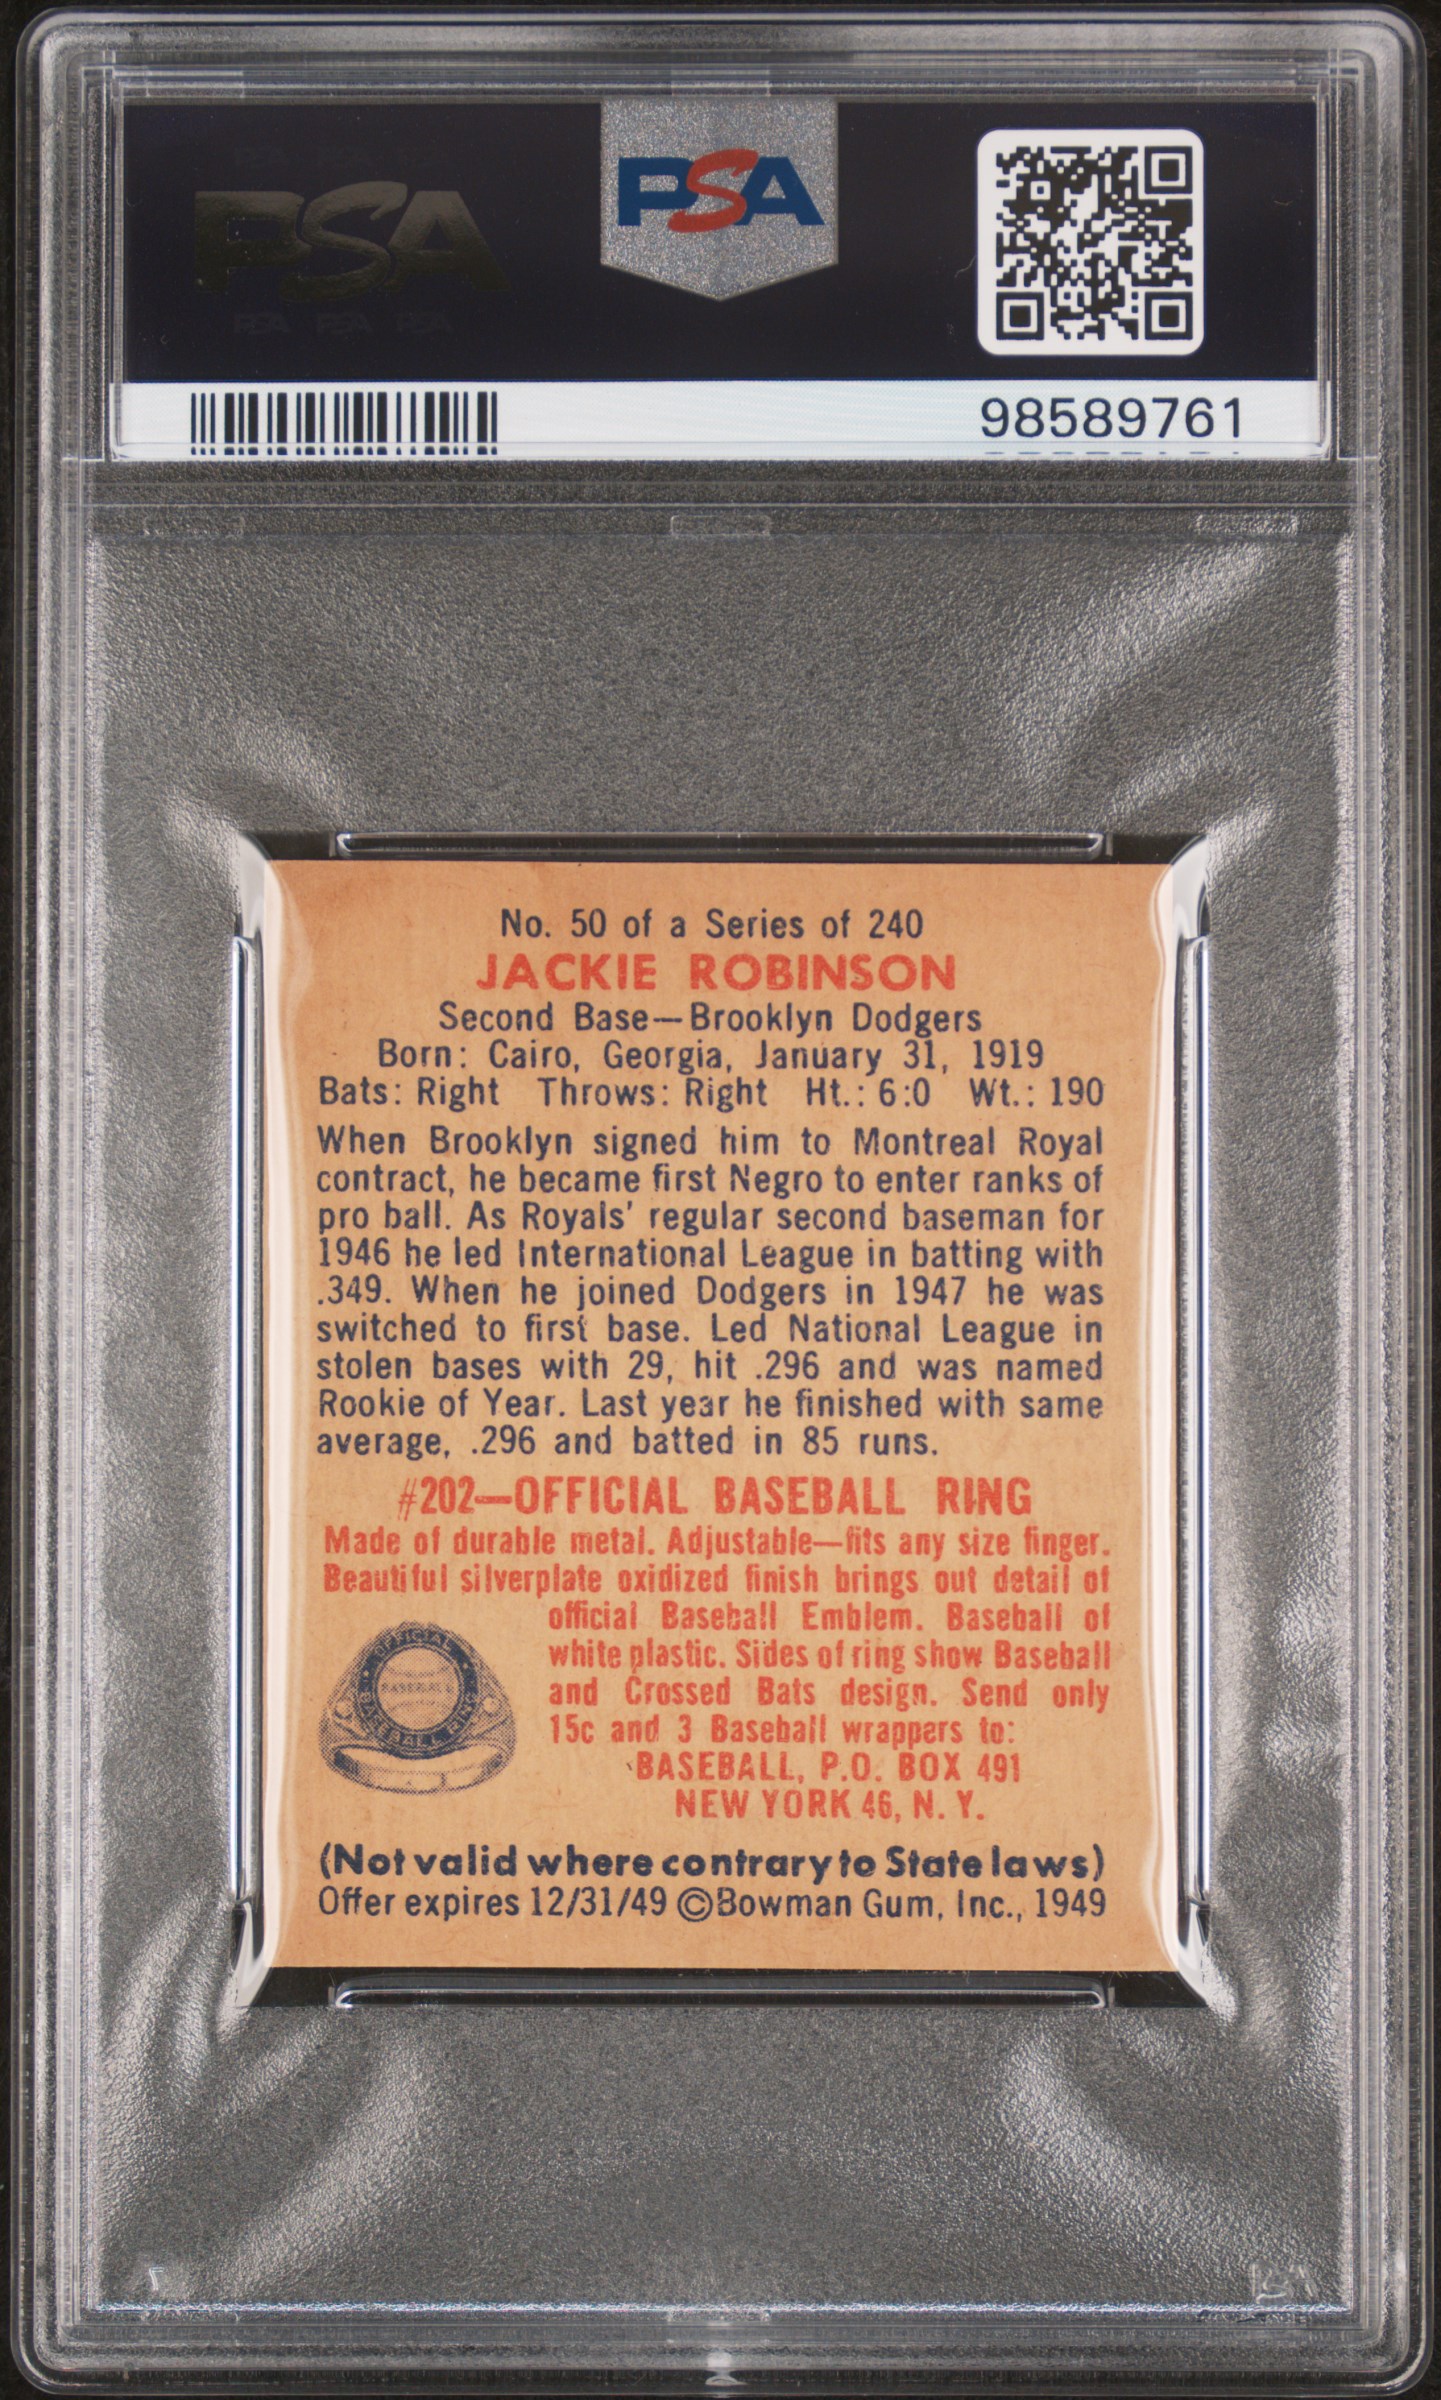 PSA
PSA
PSA PSA PSA
98589761
No. 50 of a Series of 240
JACKIE ROBINSON
Second Base—Brooklyn Dodgers
Born: Cairo, Georgia, January 31, 1919
Bats: Right Throws: Right Ht.: 6:0 Wt.: 190
When Brooklyn signed him to Montreal Royal
contract, he became first Negro to enter ranks of
pro ball. As Royals' regular second baseman for
1946 he led International League in batting with
.349. When he joined Dodgers in 1947 he was
switched to first base. Led National League in
stolen bases with 29, hit .296 and was named
Rookie of Year. Last year he finished with same
average, .296 and batted in 85 runs.
#202—OFFICIAL BASEBALL RING
Made of durable metal. Adjustable—fits any size finger.
Beautiful silverplate oxidized finish brings out detail of
official Baseball Emblem. Baseball of
white plastic. Sides of ring show Baseball
and Crossed Bats design. Send only
15c and 3 Baseball wrappers to:
BASEBALL, P.O. BOX 491
NEW YORK 46, N. Y.
OFFICIAL
BASEBALL
BASEBALL RING
(Not valid where contrary to State laws)
Offer expires 12/31/49 ©Bowman Gum, Inc., 1949